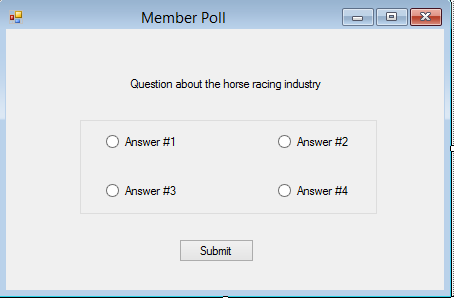 Member Poll
Question about the horse racing industry
Answer #1 Answer #2
Answer #3 Answer #4
Submit